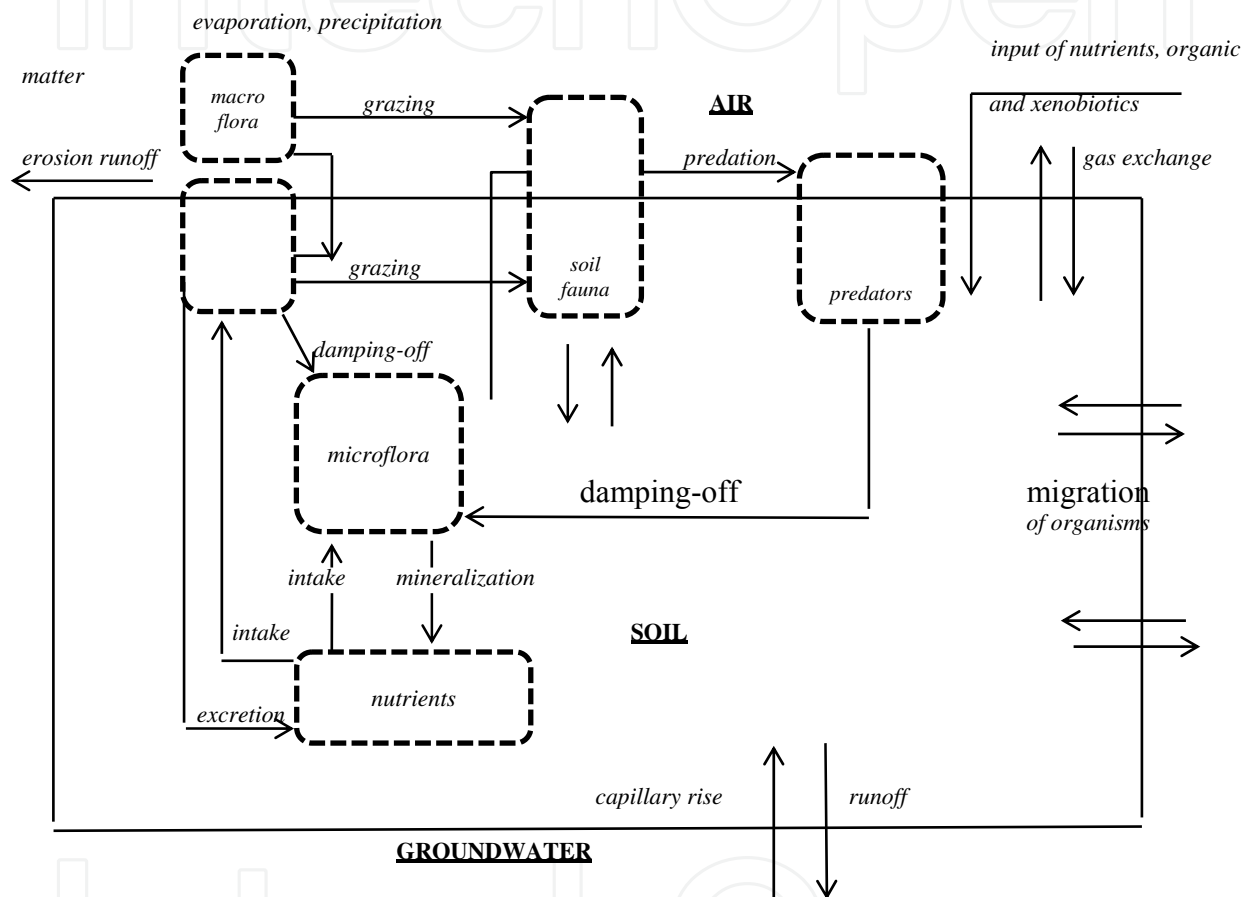 evaporation, precipitation
input of nutrients, organic
matter
macro
flora
grazing
AIR
and xenobiotics
erosion runoff
predation
gas exchange
grazing
soil
fauna
predators
damping-off
microflora
damping-off
migration
of organisms
intake
mineralization
intake
SOIL
nutrients
excretion
capillary rise
runoff
GROUNDWATER